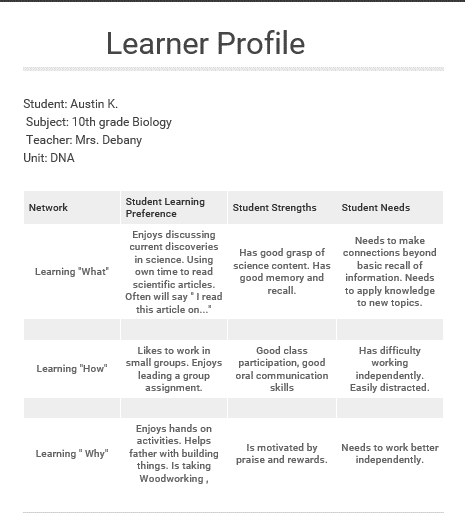 Learner Profile
Student: Austin K.
Subject: 10th grade Biology
Teacher: Mrs. Debany
Unit: DNA
Network
Student Learning
Preference
Student Strengths
Student Needs
Learning "What"
Enjoys discussing
current discoveries
in science. Using
own time to read
scientific articles.
Often will say " I read
this article on..."
Has good grasp of
science content. Has
good memory and
recall.
Needs to make
connections beyond
basic recall of
information. Needs
to apply knowledge
to new topics.
Learning "How"
Likes to work in
small groups. Enjoys
leading a group
assignment.
Good class
participation, good
oral communication
skills
Has difficulty
working
independently.
Easily distracted.
Learning " Why"
Enjoys hands on
activities. Helps
father with building
things. Is taking
Woodworking ,
Is motivated by
praise and rewards.
Needs to work better
independently.